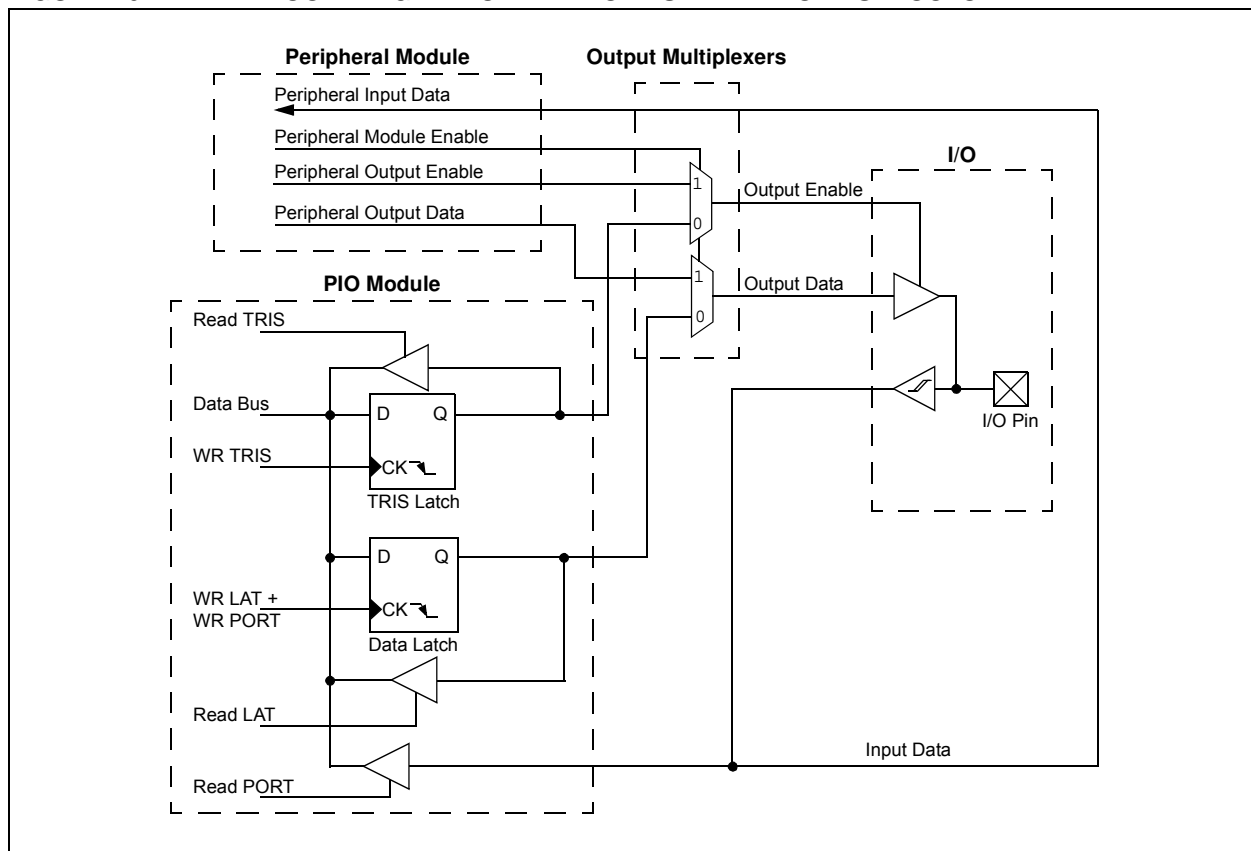 Peripheral Module
Output Multiplexers
Peripheral Input Data
Peripheral Module Enable
I/O
Peripheral Output Enable
1
Output Enable
Peripheral Output Data
0
PIO Module
1
Output Data
Read TRIS
0
Data Bus
D Q
I/O Pin
WR TRIS
CK
TRIS Latch
D Q
WR LAT +
WR PORT
CK
Data Latch
Read LAT
Input Data
Read PORT